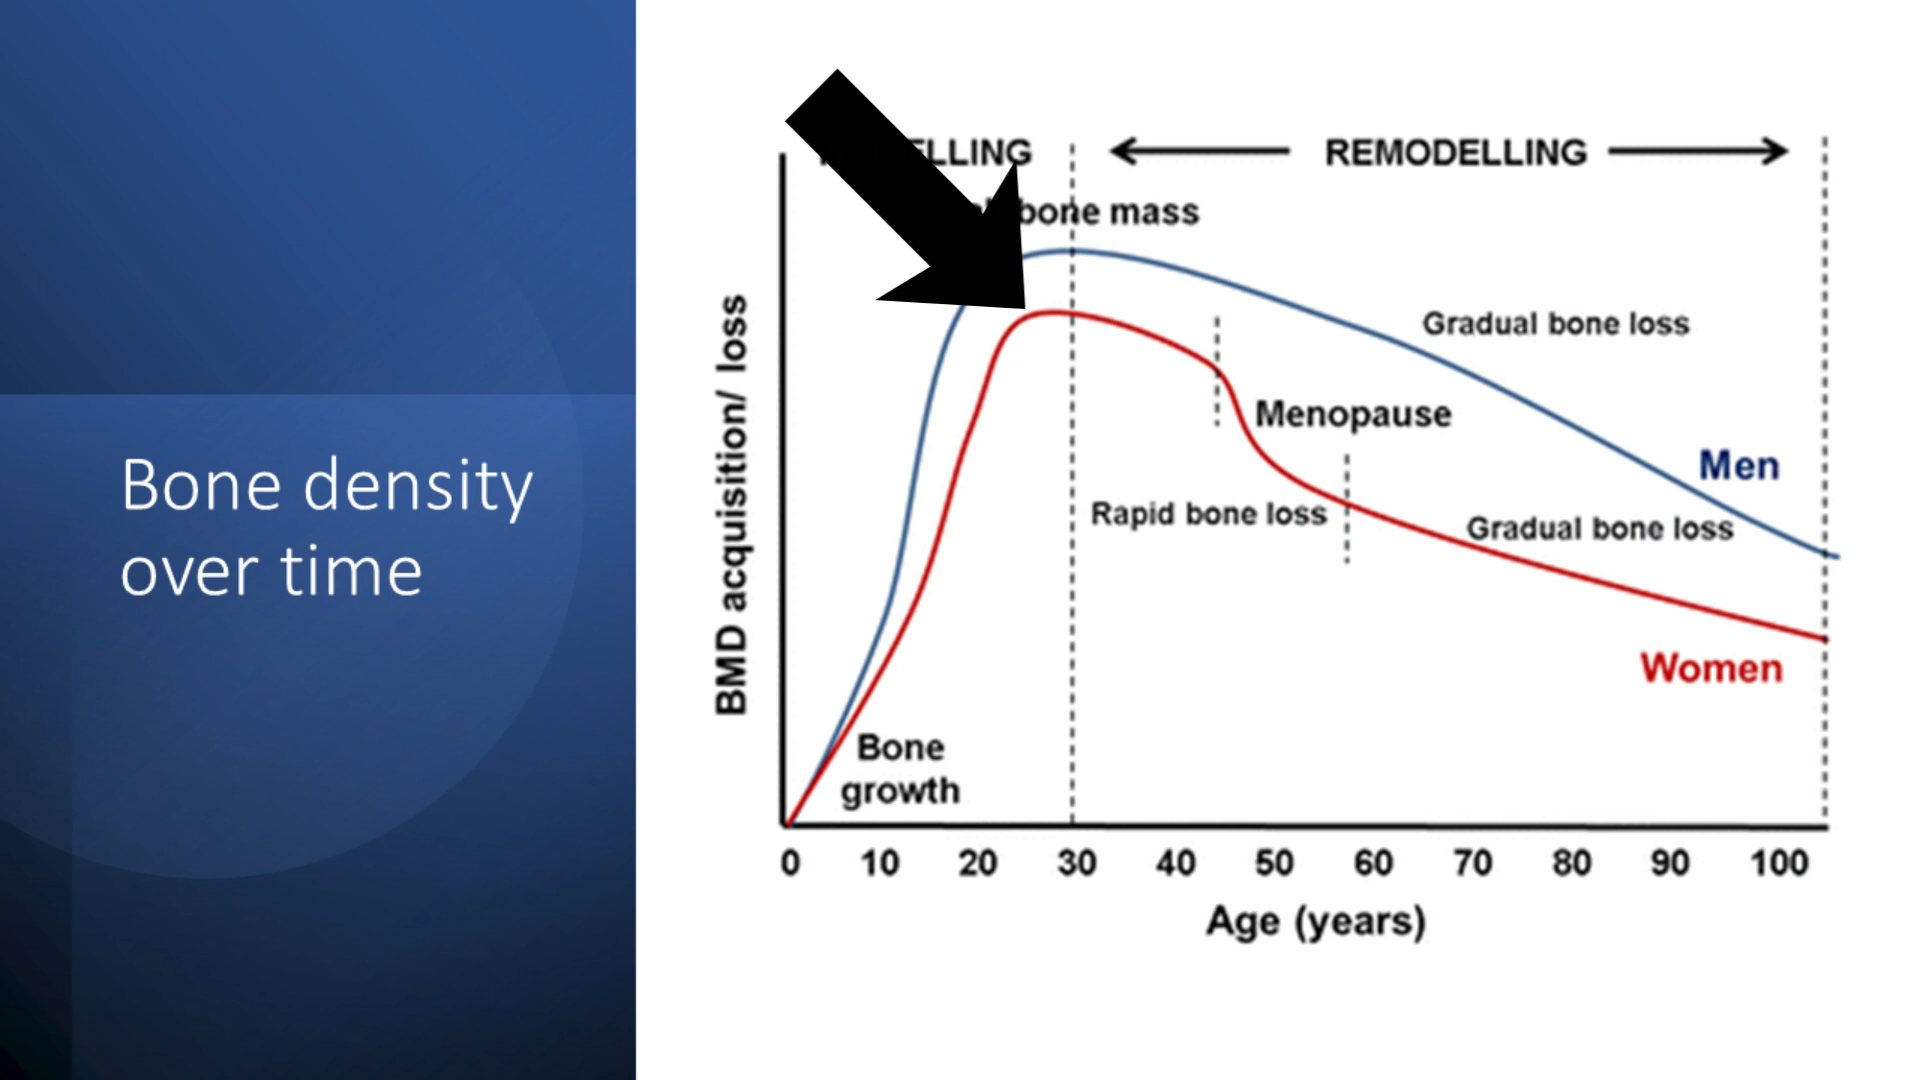 Bone density
over time
ELLING
REMODELLING
bone mass
Gradual bone loss
Menopause
Men
Rapid bone loss
Gradual bone loss
Women
Bone
growth
BMD acquisition/ loss
0 10 20 30 40 50 60 70 80 90 100
Age (years)